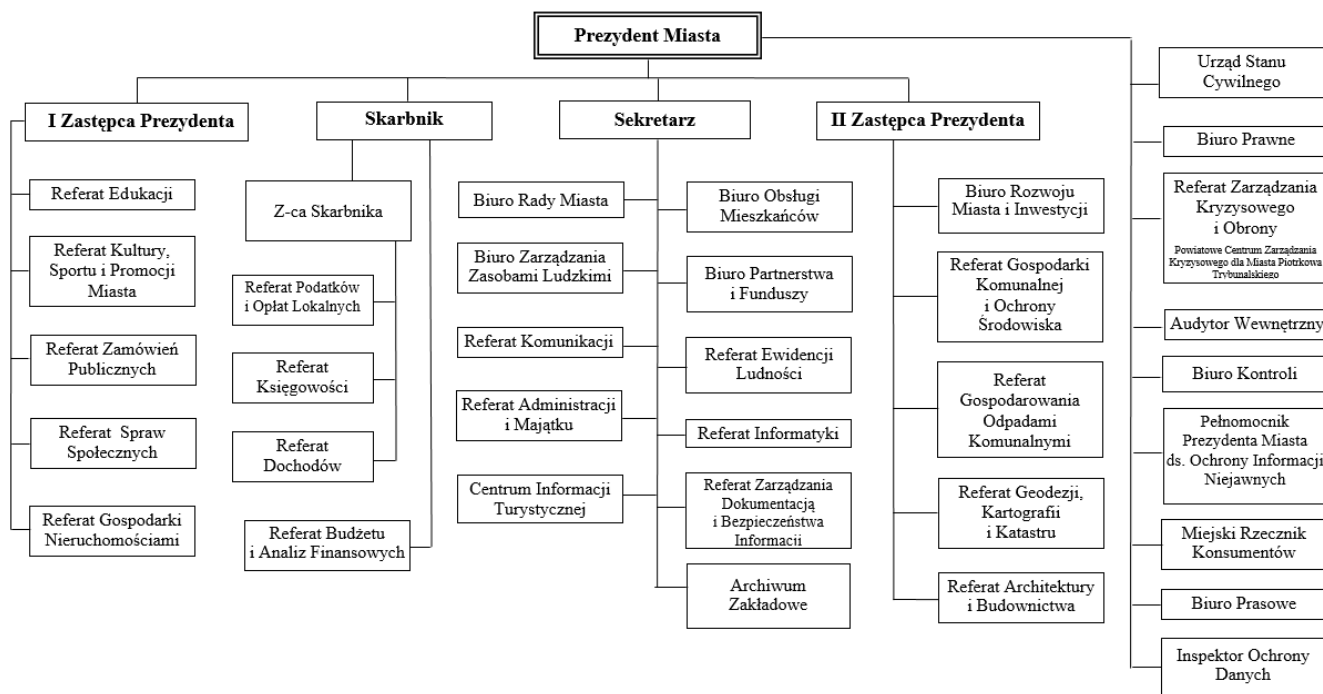 Prezydent Miasta
I Zastępca Prezydenta
Skarbnik
Sekretarz
II Zastępca Prezydenta
Referat Edukacji
Referat Kultury,
Sportu i Promocji
Miasta
Referat Zamówień
Publicznych
Referat Spraw
Społecznych
Referat Gospodarki
Nieruchomościami
Z-ca Skarbnika
Referat Podatków
i Opłat Lokalnych
Referat
Księgowości
Referat
Dochodów
Referat Budżetu
i Analiz Finansowych
Biuro Rady Miasta
Biuro Zarządzania
Zasobami Ludzkimi
Referat Komunikacji
Referat Administracji
i Majątku
Centrum Informacji
Turystycznej
Biuro Obsługi
Mieszkańców
Biuro Partnerstwa
i Funduszy
Referat Ewidencji
Ludności
Referat Informatyki
Referat Zarządzania
Dokumentacją
i Bezpieczeństwa
Informacji
Archiwum
Zakładowe
Biuro Rozwoju
Miasta i Inwestycji
Referat Gospodarki
Komunalnej
i Ochrony
Środowiska
Referat
Gospodarowania
Odpadami
Komunalnymi
Referat Geodezji,
Kartografii
i Katastru
Referat Architektury
i Budownictwa
Urząd Stanu
Cywilnego
Biuro Prawne
Referat Zarządzania
Kryzysowego
i Obrony
Powiatowe Centrum Zarządzania
Kryzysowego dla Miasta Piotrkowa
Trybunalskiego
Audytor Wewnętrzny
Biuro Kontroli
Pełnomocnik
Prezydenta Miasta
ds. Ochrony Informacji
Niejawnych
Miejski Rzecznik
Konsumentów
Biuro Prasowe
Inspektor Ochrony
Danych